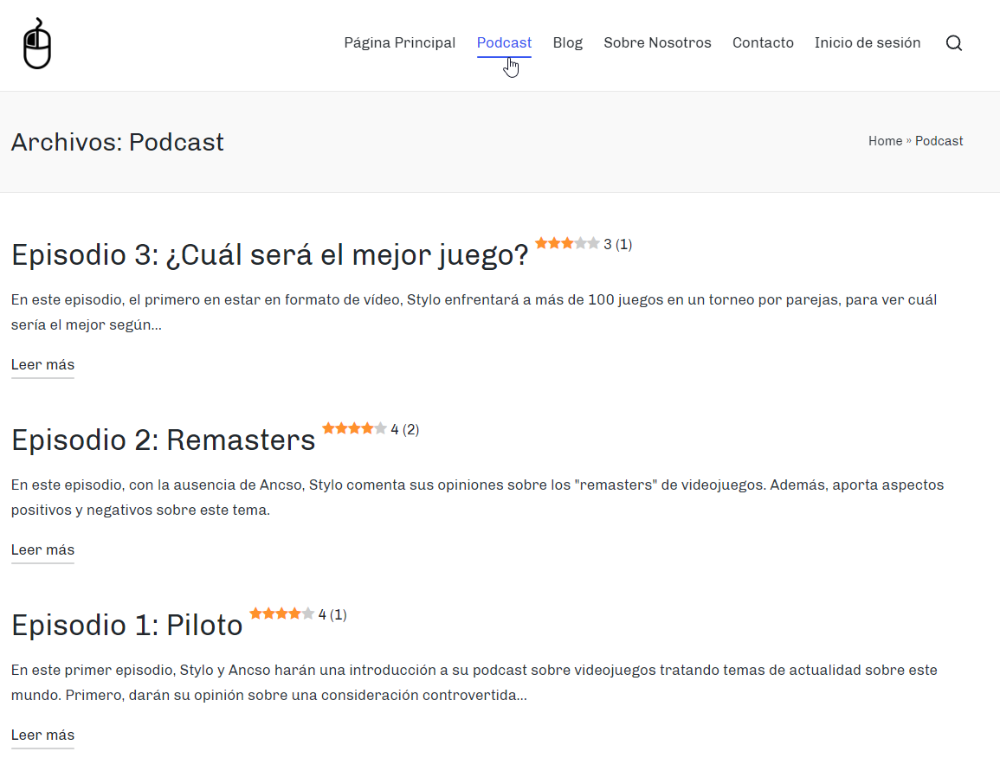 Página Principal Podcast Blog Sobre Nosotros Contacto Inicio de sesión
Archivos: Podcast
Home » Podcast
Episodio 3: ¿Cuál será el mejor juego? 3 (1)
En este episodio, el primero en estar en formato de vídeo, Stylo enfrentará a más de 100 juegos en un torneo por parejas, para ver cuál
sería el mejor según...
Leer más
Episodio 2: Remasters 4 (2)
En este episodio, con la ausencia de Ancso, Stylo comenta sus opiniones sobre los "remasters" de videojuegos. Además, aporta aspectos
positivos y negativos sobre este tema.
Leer más
Episodio 1: Piloto 4 (1)
En este primer episodio, Stylo y Ancso harán una introducción a su podcast sobre videojuegos tratando temas de actualidad sobre este
mundo. Primero, darán su opinión sobre una consideración controvertida...
Leer más